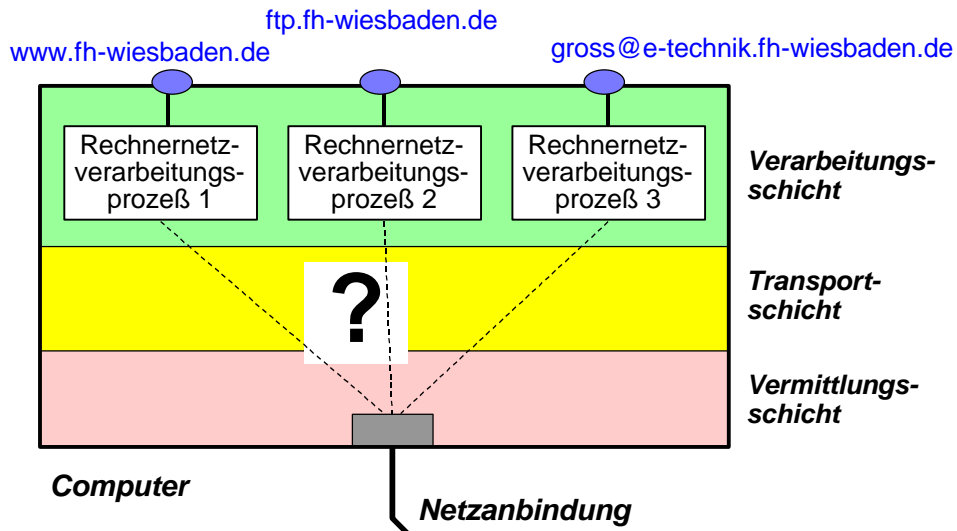 ftp.fh-wiesbaden.de
www.fh-wiesbaden.de
gross@e-technik.fh-wiesbaden.de
Rechnernetz-
verarbeitungs-
prozeß 1
Rechnernetz-
verarbeitungs-
prozeß 2
Rechnernetz-
verarbeitungs-
prozeß 3
Verarbeitungs-
schicht
?
Transport-
schicht
Vermittlungs-
schicht
Computer
Netzanbindung